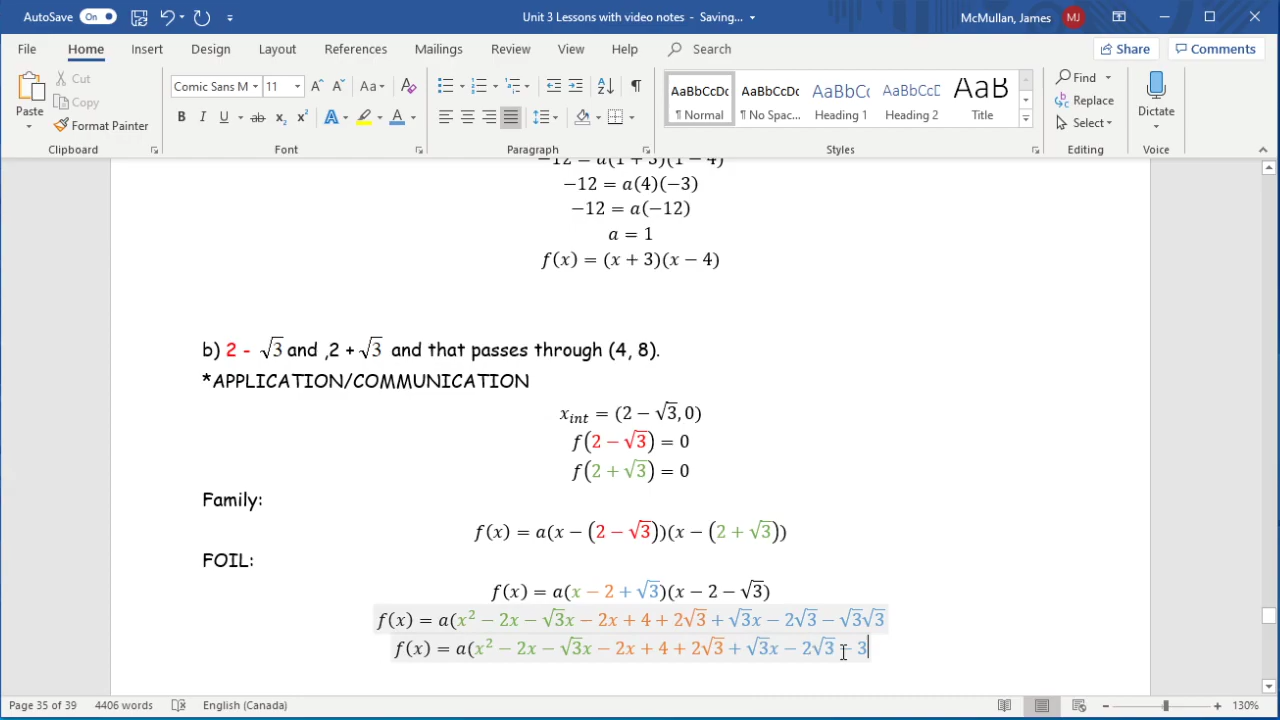 AutoSave On Unit 3 Lessons with video notes - Saving... McMullan, James MJ
File Home Insert Design Layout References Mailings Review View Help Search Share Comments
Paste Cut Copy Format Painter
Comic Sans M 11
AaBbCcDc AaBbCcDc AaBbCc AaBbCcD AaB
¶ Normal ¶ No Spac... Heading 1 Heading 2 Title
Find Replace Select Dictate
Clipboard Font Paragraph Styles Editing Voice
−12 = a(1 + 3)(1 − 4)
−12 = a(4)(−3)
−12 = a(−12)
a = 1
f(x) = (x + 3)(x − 4)
b) 2 - √3 and ,2 + √3 and that passes through (4, 8).
*APPLICATION/COMMUNICATION
x_int = (2 − √3, 0)
f(2 − √3) = 0
f(2 + √3) = 0
Family:
f(x) = a(x − (2 − √3))(x − (2 + √3))
FOIL:
f(x) = a(x − 2 + √3)(x − 2 − √3)
f(x) = a(x² − 2x − √3x − 2x + 4 + 2√3 + √3x − 2√3 − √3√3
f(x) = a(x² − 2x − √3x − 2x + 4 + 2√3 + √3x − 2√3 − 3
Page 35 of 39 4406 words English (Canada) 130%